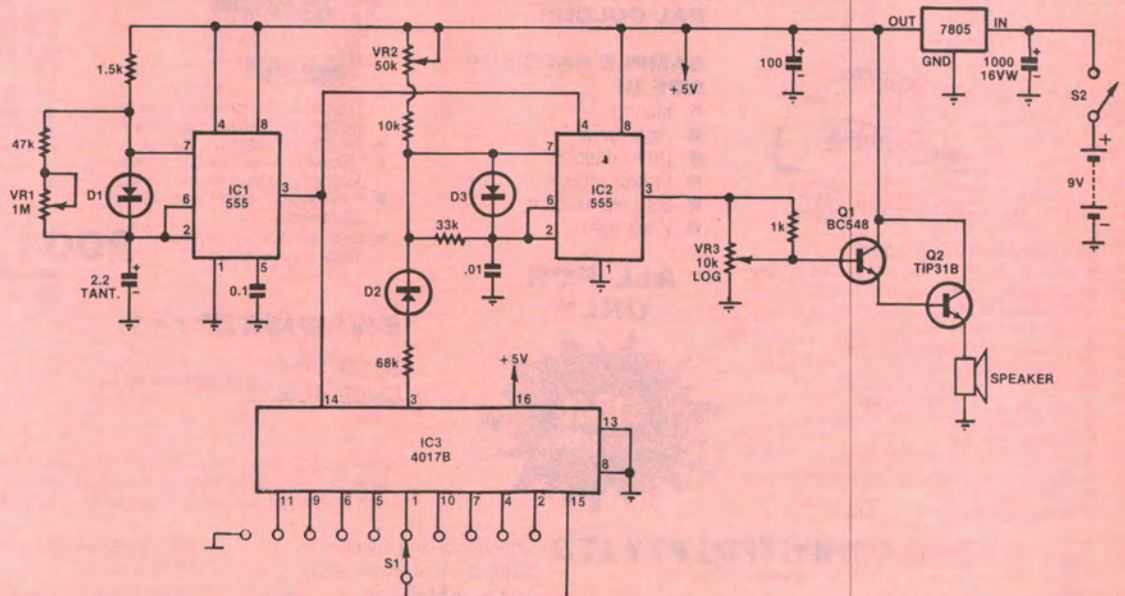 OUT
7805
IN
GND
VR2
50k
1.5k
100
+
-
+5V
1000
16VW
+
-
S2
47k
VR1
1M
D1
4
8
7
6
2
3
1
5
IC1
555
10k
D3
33k
.01
D2
68k
4
8
7
6
2
3
1
IC2
555
VR3
10k
LOG
1k
Q1
BC548
Q2
TIP31B
SPEAKER
9V
+
-
+
-
2.2
TANT.
+
-
0.1
+5V
14
3
16
13
8
IC3
4017B
11
9
6
5
1
10
7
4
2
15
S1